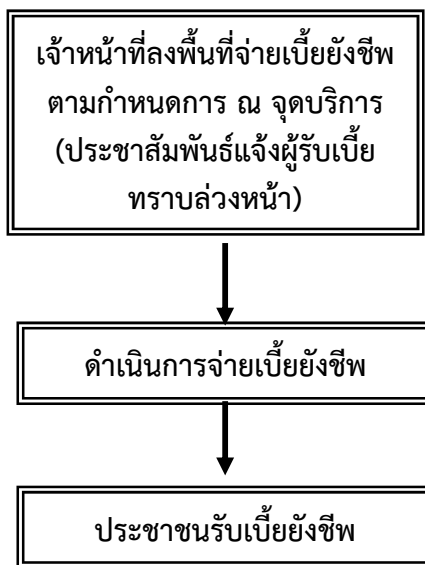 เจ้าหน้าที่ลงพื้นที่จ่ายเบี้ยยังชีพ
ตามกำหนดการ ณ จุดบริการ
(ประชาสัมพันธ์แจ้งผู้รับเบี้ย
ทราบล่วงหน้า)
ดำเนินการจ่ายเบี้ยยังชีพ
ประชาชนรับเบี้ยยังชีพ